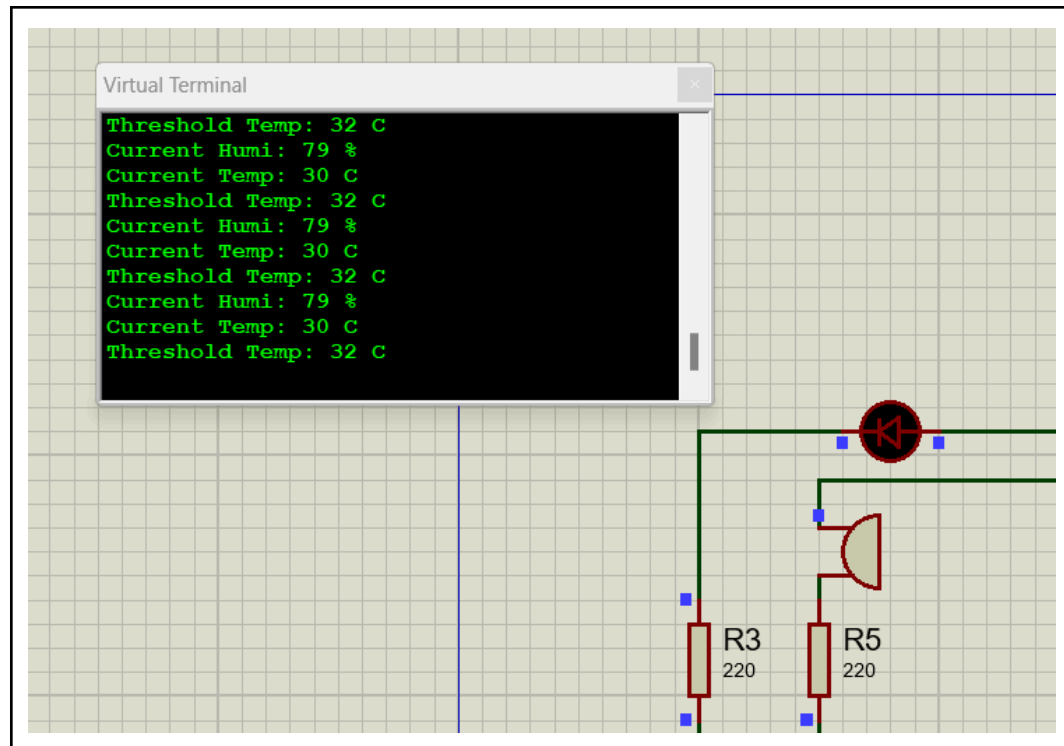 Virtual Terminal
Threshold Temp: 32 C
Current Humi: 79 %
Current Temp: 30 C
Threshold Temp: 32 C
Current Humi: 79 %
Current Temp: 30 C
Threshold Temp: 32 C
Current Humi: 79 %
Current Temp: 30 C
Threshold Temp: 32 C
R3
220
R5
220